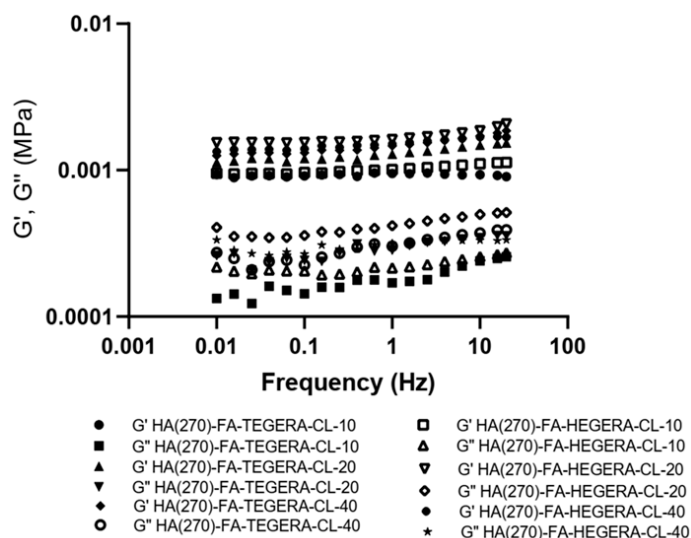 0.01
0.001
0.0001
G', G'' (MPa)
0.001 0.01 0.1 1 10 100
Frequency (Hz)
G' HA(270)-FA-TEGERA-CL-10
G'' HA(270)-FA-TEGERA-CL-10
G' HA(270)-FA-TEGERA-CL-20
G'' HA(270)-FA-TEGERA-CL-20
G' HA(270)-FA-TEGERA-CL-40
G'' HA(270)-FA-TEGERA-CL-40
G' HA(270)-FA-HEGERA-CL-10
G'' HA(270)-FA-HEGERA-CL-10
G' HA(270)-FA-HEGERA-CL-20
G'' HA(270)-FA-HEGERA-CL-20
G' HA(270)-FA-HEGERA-CL-40
G'' HA(270)-FA-HEGERA-CL-40